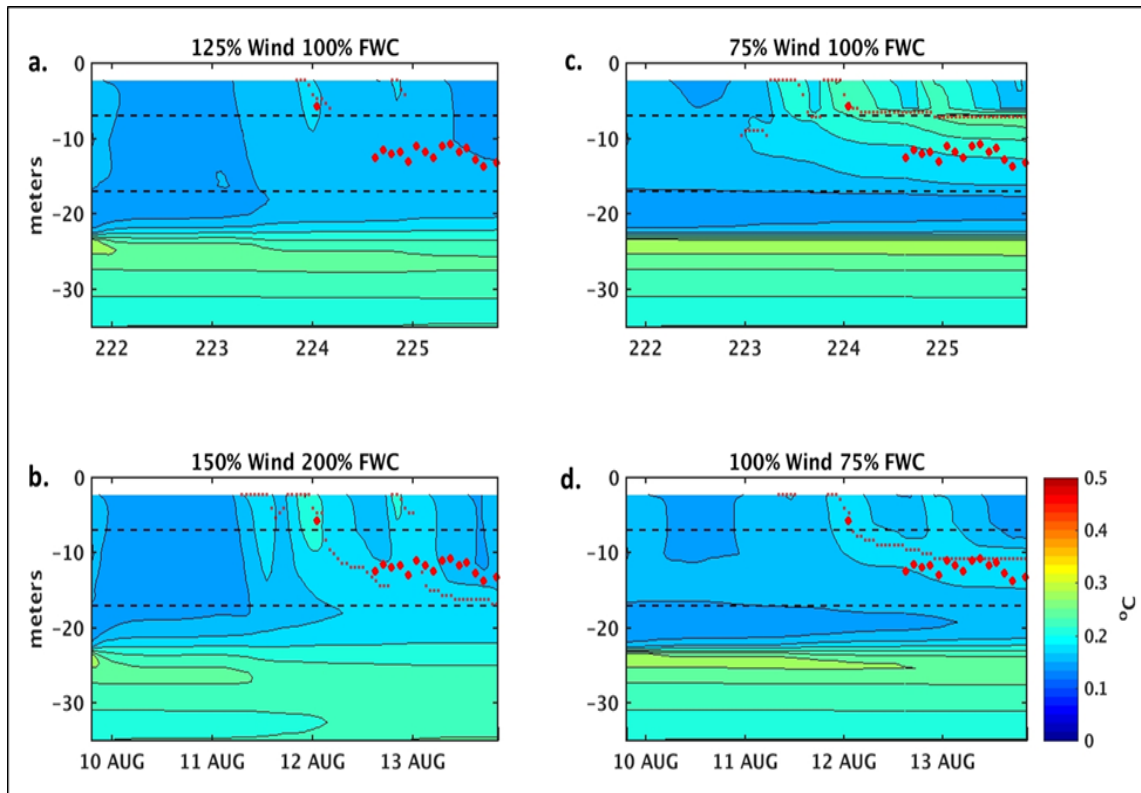 a.
125% Wind 100% FWC
0
-10
-20
-30
meters
222
223
224
225
c.
75% Wind 100% FWC
0
-10
-20
-30
222
223
224
225
b.
150% Wind 200% FWC
0
-10
-20
-30
meters
10 AUG
11 AUG
12 AUG
13 AUG
d.
100% Wind 75% FWC
0
-10
-20
-30
10 AUG
11 AUG
12 AUG
13 AUG
0.5
0.4
0.3
0.2
0.1
0
ºC